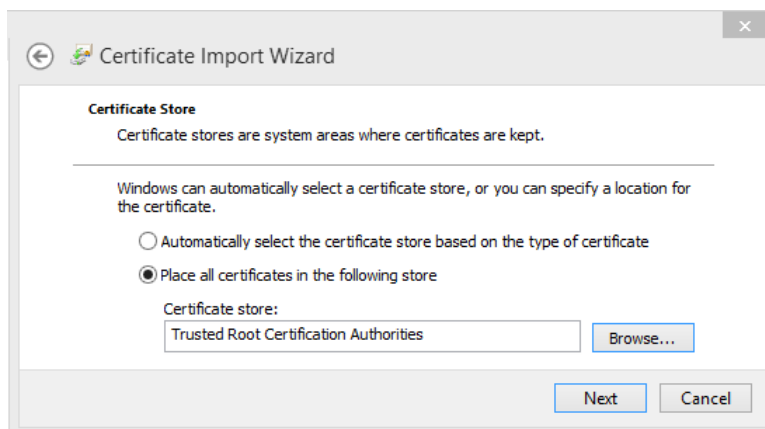 Certificate Import Wizard
Certificate Store
Certificate stores are system areas where certificates are kept.
Windows can automatically select a certificate store, or you can specify a location for
the certificate.
Automatically select the certificate store based on the type of certificate
Place all certificates in the following store
Certificate store:
Trusted Root Certification Authorities
Browse...
Next
Cancel